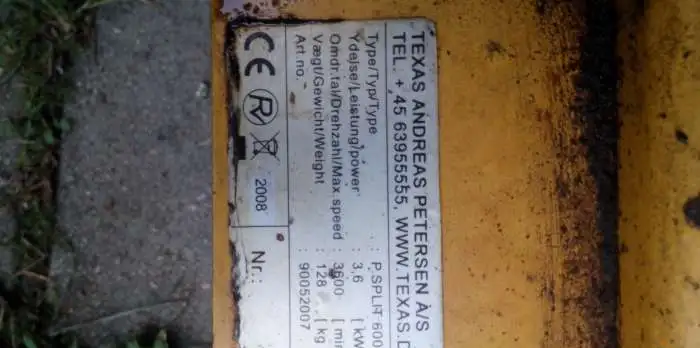 TEXAS ANDREAS PETERSEN A/S
TEL. + 45 63955555, WWW.TEXAS.D
Type/Typ/Type : P.SPLIT 600
Ydelse/Leistung/power : 3,6 [ kW
Omdr.tal/Drehzahl/Max speed : 3600 [ min
Vægt/Gewicht/Weight : 128 [ kg
Art.no. : 90052007
CE R 2008 Nr.: